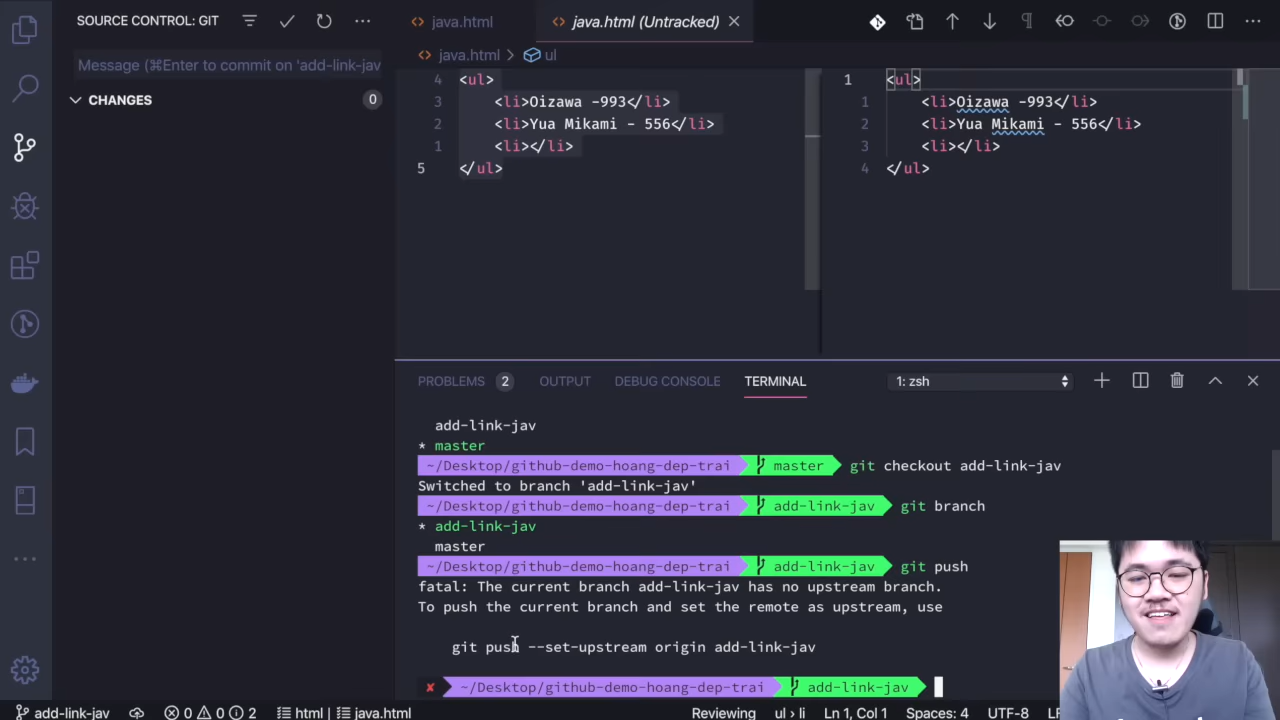 SOURCE CONTROL: GIT
Message (⌘Enter to commit on 'add-link-jav
CHANGES 0
java.html
java.html (Untracked)
java.html > ul
4 <ul>
3 <li>Oizawa -993</li>
2 <li>Yua Mikami - 556</li>
1 <li></li>
5 </ul>
1 <ul>
1 <li>Oizawa -993</li>
2 <li>Yua Mikami - 556</li>
3 <li></li>
4 </ul>
PROBLEMS 2 OUTPUT DEBUG CONSOLE TERMINAL 1: zsh
add-link-jav
* master
~/Desktop/github-demo-hoang-dep-trai master git checkout add-link-jav
Switched to branch 'add-link-jav'
~/Desktop/github-demo-hoang-dep-trai add-link-jav git branch
* add-link-jav
master
~/Desktop/github-demo-hoang-dep-trai add-link-jav git push
fatal: The current branch add-link-jav has no upstream branch.
To push the current branch and set the remote as upstream, use
git push --set-upstream origin add-link-jav
✘ ~/Desktop/github-demo-hoang-dep-trai add-link-jav
add-link-jav 0 0 2 html java.html Reviewing ul > li Ln 1, Col 1 Spaces: 4 UTF-8 LF